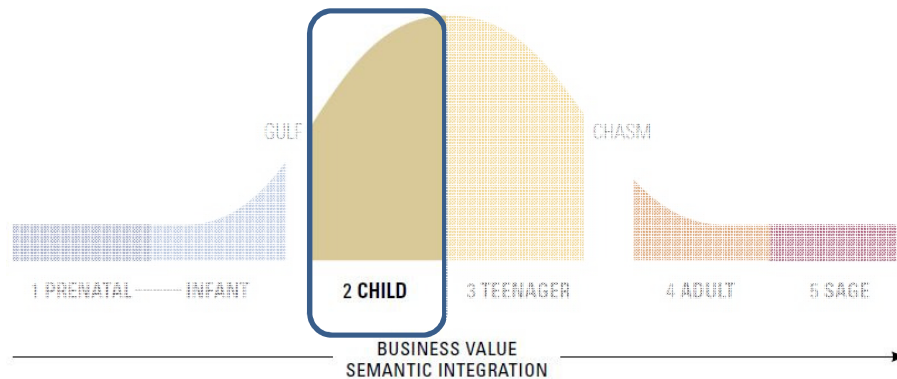 GULF
CHASM
1 PRENATAL INFANT
2 CHILD
3 TEENAGER
4 ADULT
5 SAGE
BUSINESS VALUE
SEMANTIC INTEGRATION